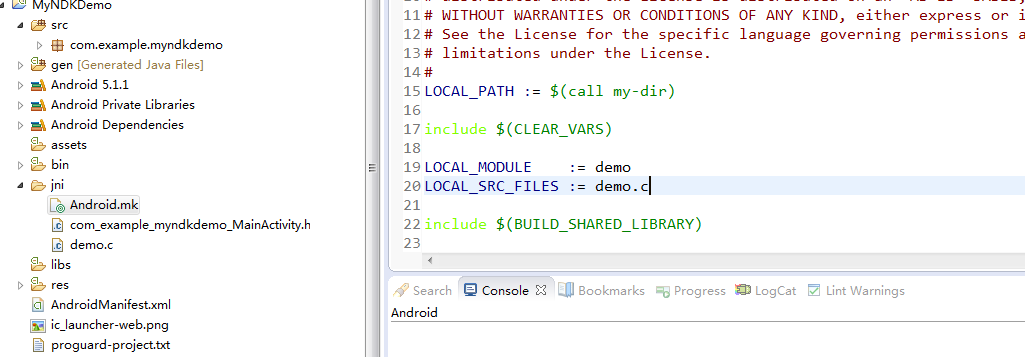 MyNDKDemo
src
com.example.myndkdemo
gen [Generated Java Files]
Android 5.1.1
Android Private Libraries
Android Dependencies
assets
bin
jni
Android.mk
com_example_myndkdemo_MainActivity.h
demo.c
libs
res
AndroidManifest.xml
ic_launcher-web.png
proguard-project.txt
11 # WITHOUT WARRANTIES OR CONDITIONS OF ANY KIND, either express or i
12 # See the License for the specific language governing permissions a
13 # limitations under the License.
14 #
15 LOCAL_PATH := $(call my-dir)
16
17 include $(CLEAR_VARS)
18
19 LOCAL_MODULE    := demo
20 LOCAL_SRC_FILES := demo.c
21
22 include $(BUILD_SHARED_LIBRARY)
23
Search Console Bookmarks Progress LogCat Lint Warnings
Android